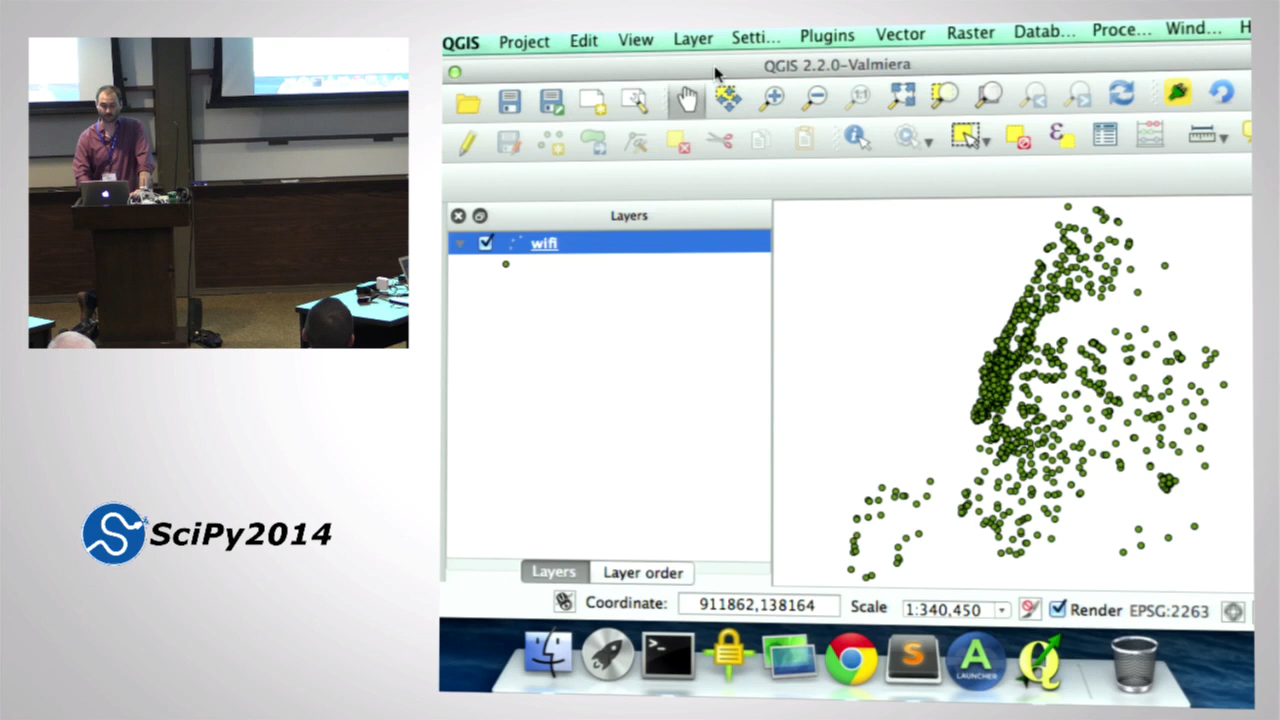 QGIS Project Edit View Layer Setti... Plugins Vector Raster Datab... Proce... Wind... H
QGIS 2.2.0-Valmiera
Layers
wifi
Layers Layer order
Coordinate: 911862,138164 Scale 1:340,450 Render EPSG:2263
SciPy2014
S
A
LAUNCHER